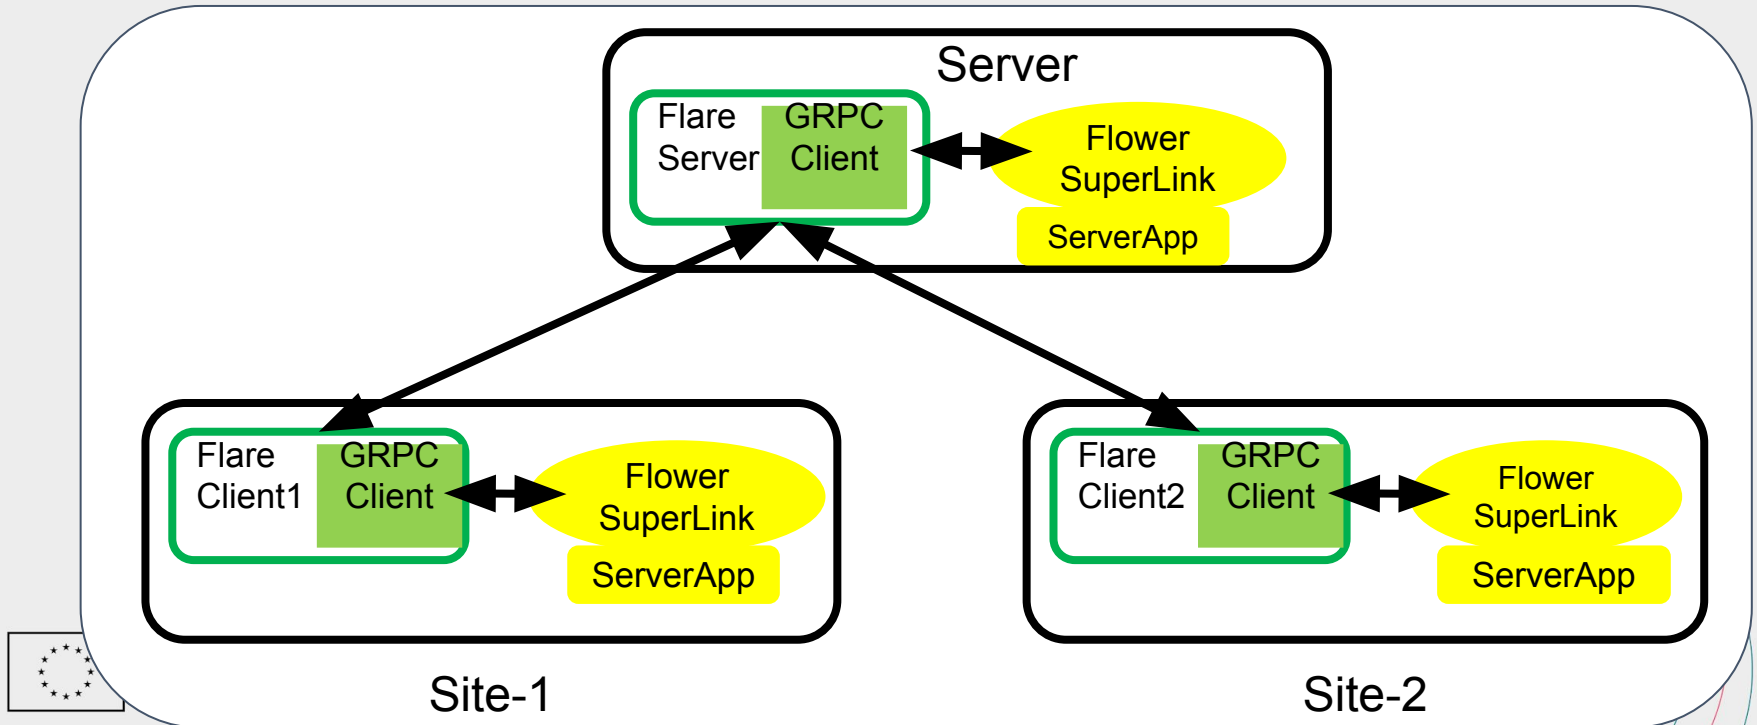 Server
Flare
Server
GRPC
Client
Flower
SuperLink
ServerApp
Flare
Client1
GRPC
Client
Flower
SuperLink
ServerApp
Flare
Client2
GRPC
Client
Flower
SuperLink
ServerApp
Site-1
Site-2